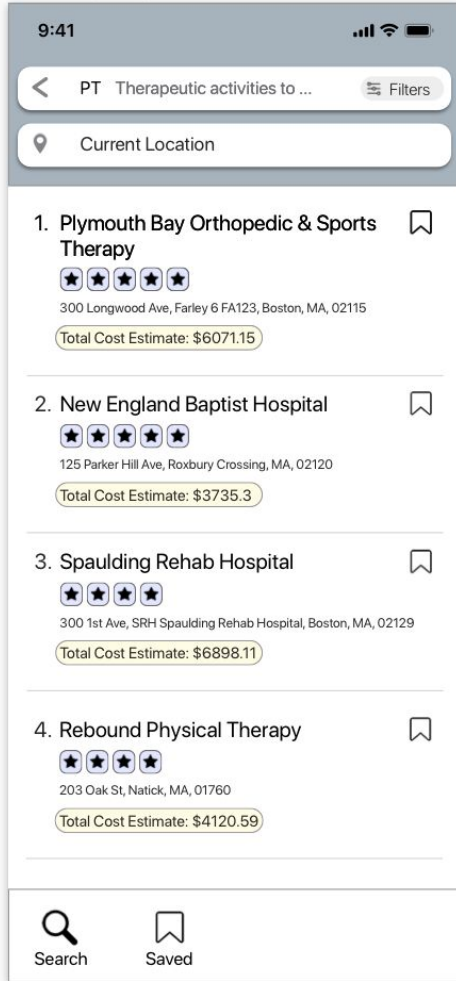 9:41
PT Therapeutic activities to ... Filters
Current Location
1. Plymouth Bay Orthopedic & Sports
Therapy
300 Longwood Ave, Farley 6 FA123, Boston, MA, 02115
Total Cost Estimate: $6071.15
2. New England Baptist Hospital
125 Parker Hill Ave, Roxbury Crossing, MA, 02120
Total Cost Estimate: $3735.3
3. Spaulding Rehab Hospital
300 1st Ave, SRH Spaulding Rehab Hospital, Boston, MA, 02129
Total Cost Estimate: $6898.11
4. Rebound Physical Therapy
203 Oak St, Natick, MA, 01760
Total Cost Estimate: $4120.59
Search Saved